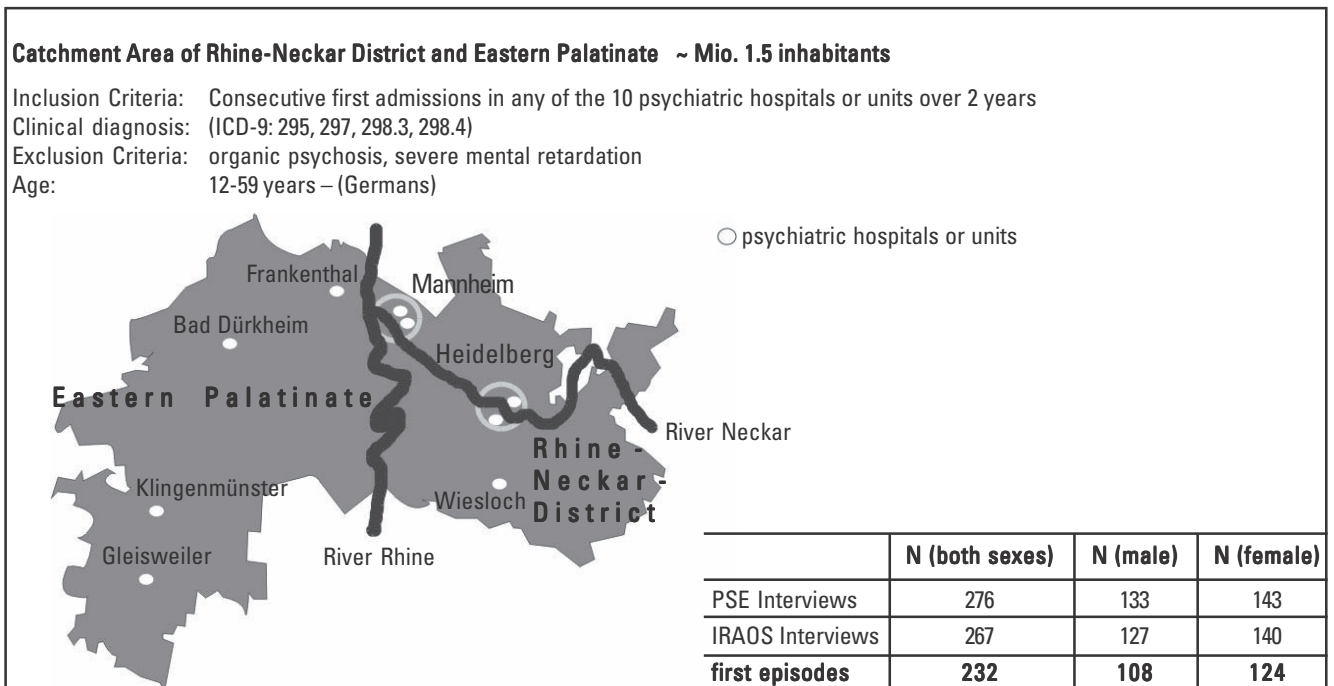 Catchment Area of Rhine-Neckar District and Eastern Palatinate ~ Mio. 1.5 inhabitants
Inclusion Criteria: Consecutive first admissions in any of the 10 psychiatric hospitals or units over 2 years
Clinical diagnosis: (ICD-9: 295, 297, 298.3, 298.4)
Exclusion Criteria: organic psychosis, severe mental retardation
Age: 12-59 years – (Germans)
psychiatric hospitals or units
Frankenthal
Mannheim
Bad Dürkheim
Heidelberg
Eastern Palatinate
River Neckar
Rhine -
Neckar -
District
Klingenmünster
Wiesloch
Gleisweiler
River Rhine
N (both sexes) N (male) N (female)
PSE Interviews 276 133 143
IRAOS Interviews 267 127 140
first episodes 232 108 124